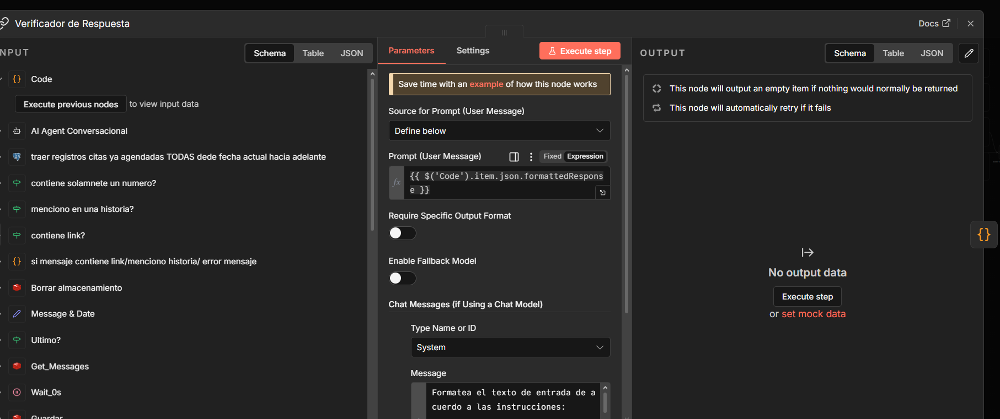 Verificador de Respuesta
Docs
NPUT
Schema
Table
JSON
Code
Execute previous nodes to view input data
AI Agent Conversacional
traer registros citas ya agendadas TODAS dede fecha actual hacia adelante
contiene solamnete un numero?
menciono en una historia?
contiene link?
si mensaje contiene link/menciono historia/ error mensaje
Borrar almacenamiento
Message & Date
Ultimo?
Get_Messages
Wait_0s
Guardar
Parameters
Settings
Execute step
Save time with an example of how this node works
Source for Prompt (User Message)
Define below
Prompt (User Message)
Fixed
Expression
fx
{{ $('Code').item.json.formattedRespons
e }}
Require Specific Output Format
Enable Fallback Model
Chat Messages (if Using a Chat Model)
Type Name or ID
System
Message
Formatea el texto de entrada de a
cuerdo a las instrucciones:
OUTPUT
Schema
Table
JSON
This node will output an empty item if nothing would normally be returned
This node will automatically retry if it fails
No output data
Execute step
or set mock data